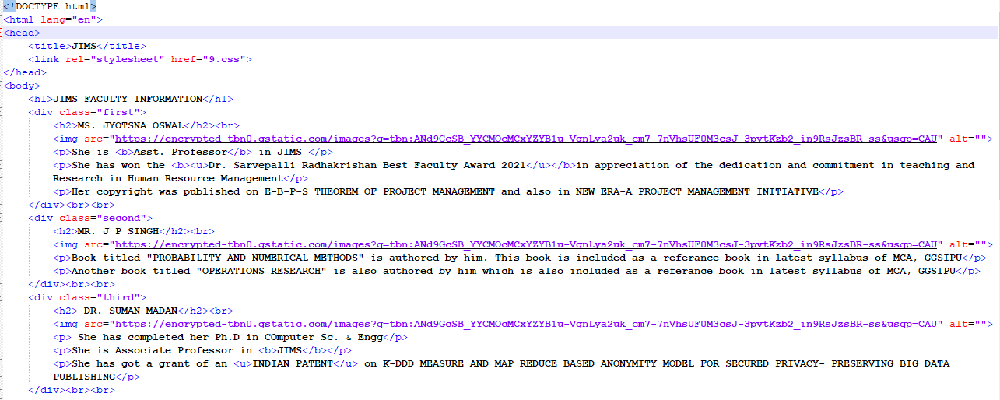 <!DOCTYPE html>
<html lang="en">
<head>
<title>JIMS</title>
<link rel="stylesheet" href="9.css">
</head>
<body>
<h1>JIMS FACULTY INFORMATION</h1>
<div class="first">
<h2>MS. JYOTSNA OSWAL</h2><br>
<img src="https://encrypted-tbn0.gstatic.com/images?q=tbn:ANd9GcSB_YYCMOcMCxYZYB1u-VqnLya2uk_cm7-7nVhsUF0M3csJ-3pvtKzb2_in9RsJzsBR-ss&usqp=CAU" alt="">
<p>She is <b>Asst. Professor</b> in JIMS </p>
<p>She has won the <b><u>Dr. Sarvepalli Radhakrishan Best Faculty Award 2021</u></b>in appreciation of the dedication and commitment in teaching and
Research in Human Resource Management</p>
<p>Her copyright was published on E-B-P-S THEOREM OF PROJECT MANAGEMENT and also in NEW ERA-A PROJECT MANAGEMENT INITIATIVE</p>
</div><br><br>
<div class="second">
<h2>MR. J P SINGH</h2><br>
<img src="https://encrypted-tbn0.gstatic.com/images?q=tbn:ANd9GcSB_YYCMOcMCxYZYB1u-VqnLya2uk_cm7-7nVhsUF0M3csJ-3pvtKzb2_in9RsJzsBR-ss&usqp=CAU" alt="">
<p>Book titled "PROBABILITY AND NUMERICAL METHODS" is authored by him. This book is included as a referance book in latest syllabus of MCA, GGSIPU</p>
<p>Another book titled "OPERATIONS RESEARCH" is also authored by him which is also included as a referance book in latest syllabus of MCA, GGSIPU</p>
</div><br><br>
<div class="third">
<h2> DR. SUMAN MADAN</h2><br>
<img src="https://encrypted-tbn0.gstatic.com/images?q=tbn:ANd9GcSB_YYCMOcMCxYZYB1u-VqnLya2uk_cm7-7nVhsUF0M3csJ-3pvtKzb2_in9RsJzsBR-ss&usqp=CAU" alt="">
<p> She has completed her Ph.D in COmputer Sc. & Engg</p>
<p>She is Associate Professor in <b>JIMS</b></p>
<p>She has got a grant of an <u>INDIAN PATENT</u> on K-DDD MEASURE AND MAP REDUCE BASED ANONYMITY MODEL FOR SECURED PRIVACY- PRESERVING BIG DATA
PUBLISHING</p>
</div><br><br>